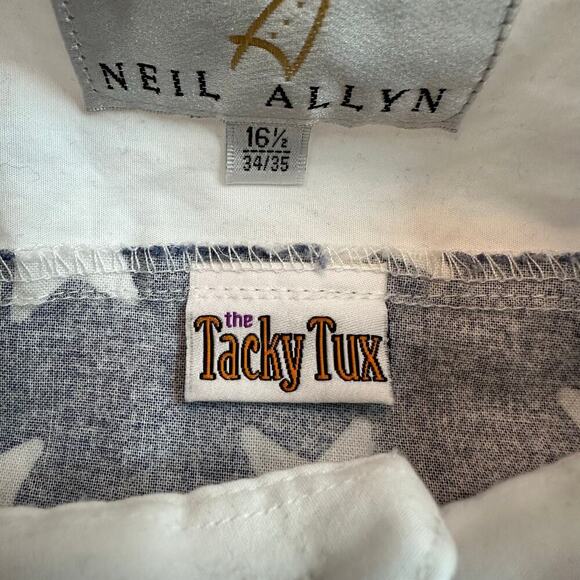 NEIL ALLYN
16½
34/35
the
Tacky Tux